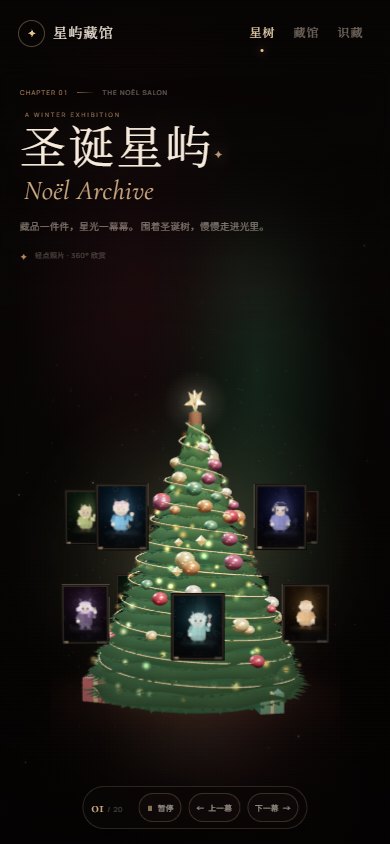 星屿藏馆
星树 藏馆 识藏
CHAPTER 01 — THE NOËL SALON
A WINTER EXHIBITION
圣诞星屿
Noël Archive
藏品一件件，星光一幕幕。围着圣诞树，慢慢走进光里。
轻点照片 · 360° 欣赏
01 / 20 暂停 ← 上一幕 下一幕 →